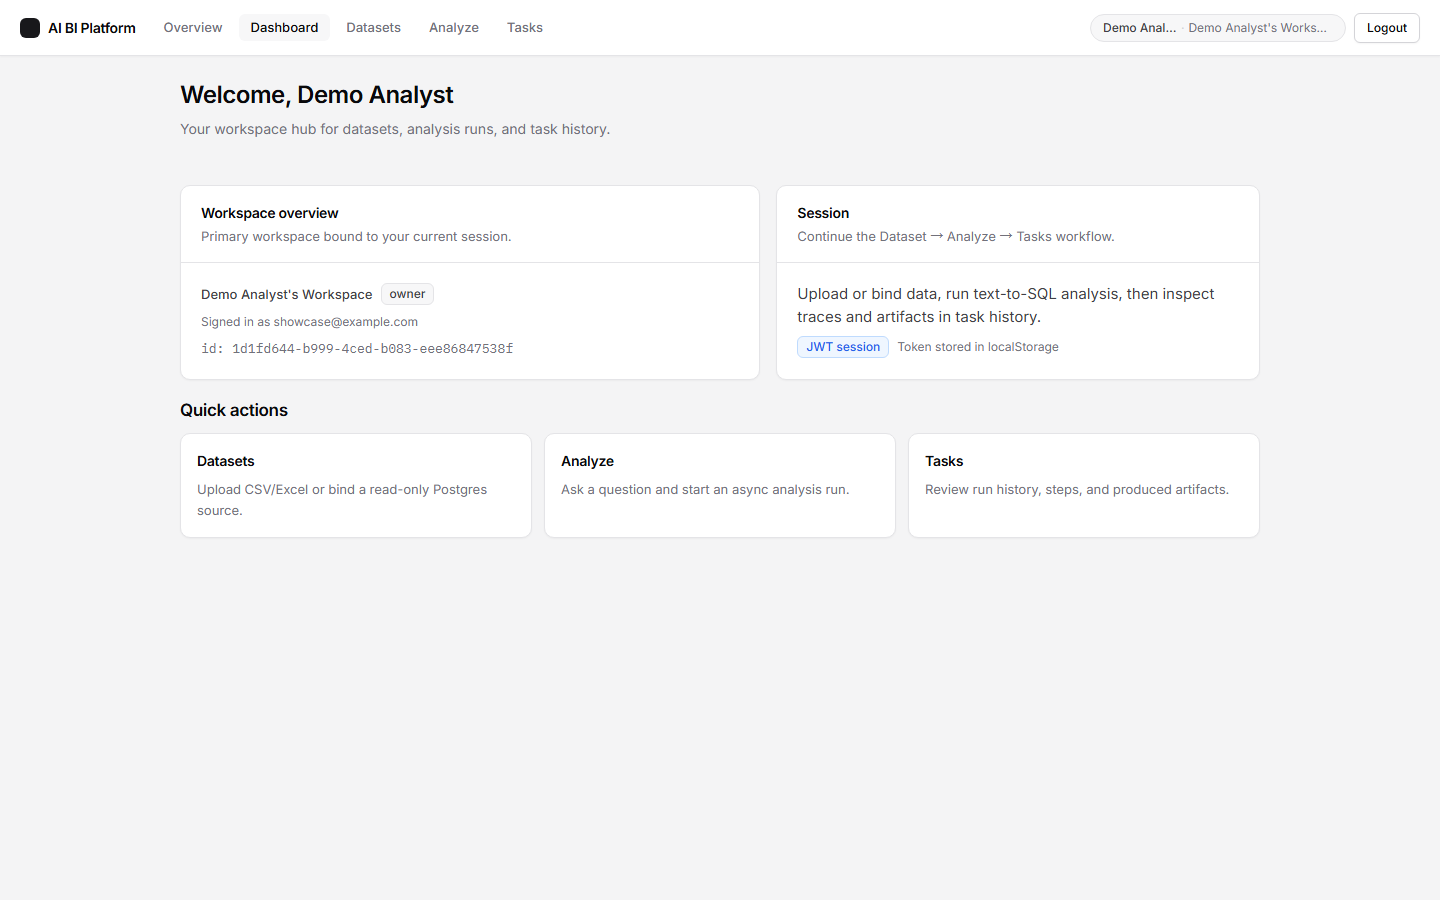 AI BI Platform
Overview
Dashboard
Datasets
Analyze
Tasks
Demo Anal... · Demo Analyst's Works...
Logout
Welcome, Demo Analyst
Your workspace hub for datasets, analysis runs, and task history.
Workspace overview
Primary workspace bound to your current session.
Demo Analyst's Workspace owner
Signed in as showcase@example.com
id: 1d1fd644-b999-4ced-b083-eee86847538f
Session
Continue the Dataset → Analyze → Tasks workflow.
Upload or bind data, run text-to-SQL analysis, then inspect
traces and artifacts in task history.
JWT session Token stored in localStorage
Quick actions
Datasets
Upload CSV/Excel or bind a read-only Postgres
source.
Analyze
Ask a question and start an async analysis run.
Tasks
Review run history, steps, and produced artifacts.